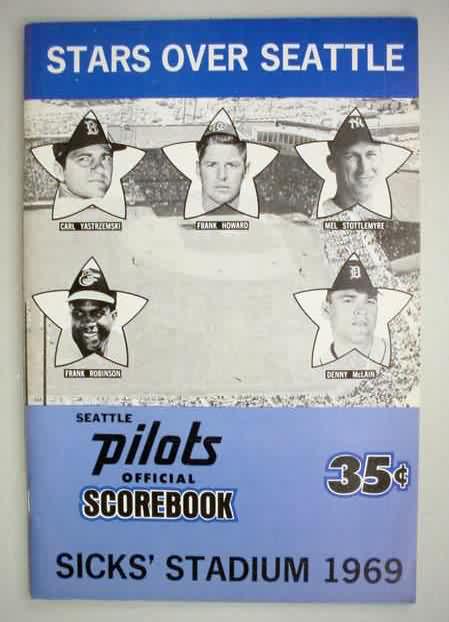 STARS OVER SEATTLE
B
NY
CARL YASTRZEMSKI
FRANK HOWARD
MEL STOTTLEMYRE
D
FRANK ROBINSON
DENNY McLAIN
SEATTLE
pilots
OFFICIAL
SCOREBOOK
35¢
SICKS' STADIUM 1969